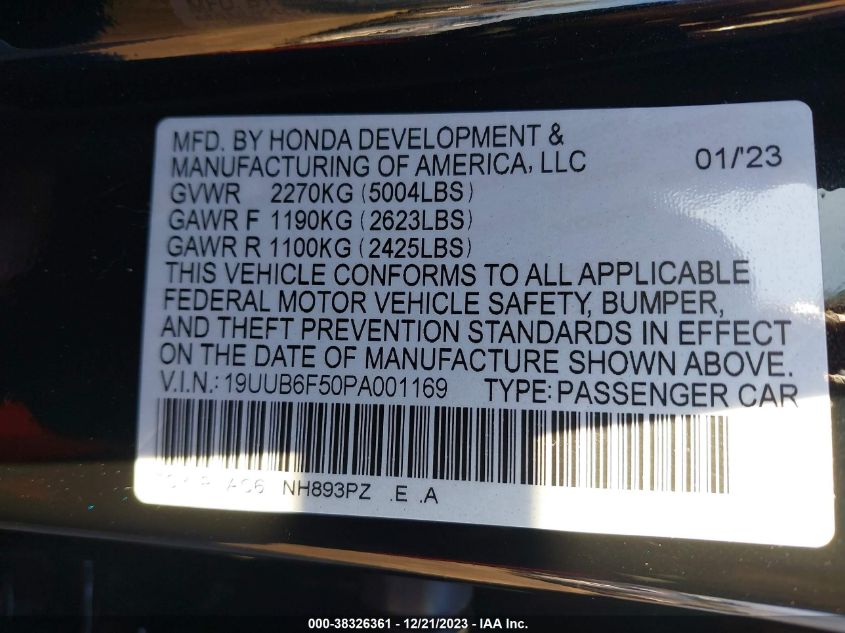 MFD. BY HONDA DEVELOPMENT &
MANUFACTURING OF AMERICA, LLC 01/'23
GVWR 2270KG (5004LBS)
GAWR F 1190KG (2623LBS)
GAWR R 1100KG (2425LBS)
THIS VEHICLE CONFORMS TO ALL APPLICABLE
FEDERAL MOTOR VEHICLE SAFETY, BUMPER,
AND THEFT PREVENTION STANDARDS IN EFFECT
ON THE DATE OF MANUFACTURE SHOWN ABOVE.
V.I.N.: 19UUB6F50PA001169 TYPE: PASSENGER CAR
NH893PZ .E .A
000-38326361 - 12/21/2023 - IAA Inc.